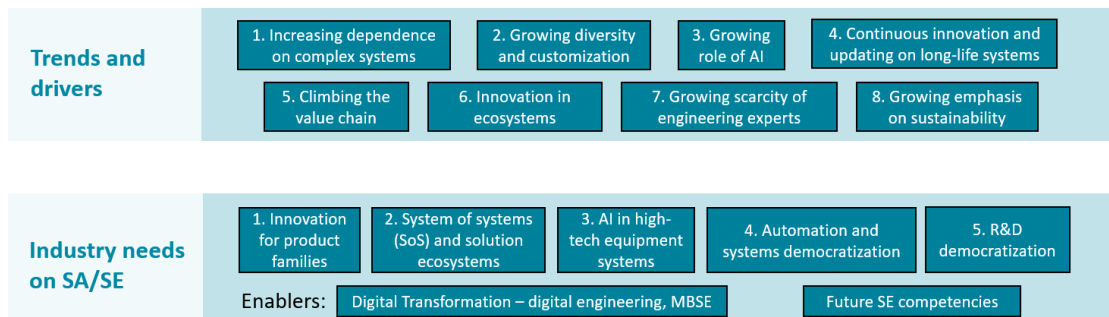 Trends and
drivers
1. Increasing dependence
on complex systems
2. Growing diversity
and customization
3. Growing
role of AI
4. Continuous innovation and
updating on long-life systems
5. Climbing the
value chain
6. Innovation in
ecosystems
7. Growing scarcity of
engineering experts
8. Growing emphasis
on sustainability
Industry needs
on SA/SE
1. Innovation
for product
families
2. System of systems
(SoS) and solution
ecosystems
3. AI in high-
tech equipment
systems
4. Automation and
systems democratization
5. R&D
democratization
Enablers:
Digital Transformation – digital engineering, MBSE
Future SE competencies